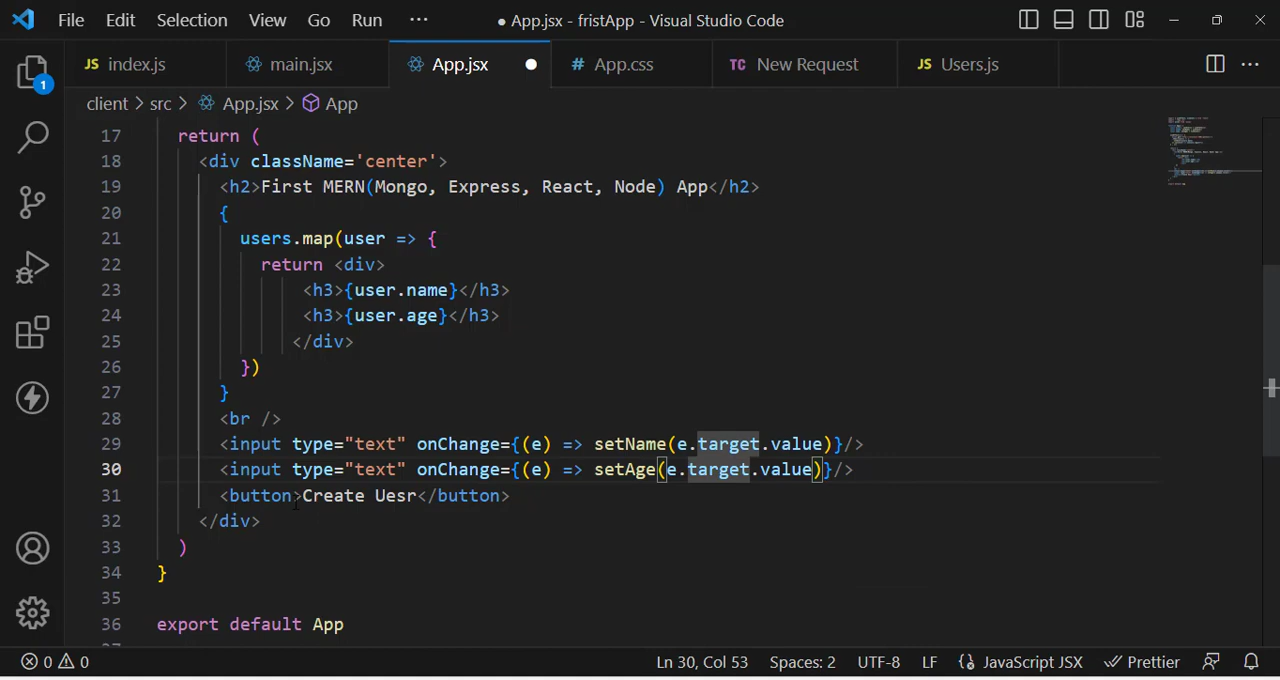 File Edit Selection View Go Run ··· ● App.jsx - fristApp - Visual Studio Code
JS index.js main.jsx App.jsx ● # App.css TC New Request JS Users.js ···
1
client > src > App.jsx > App
17 return (
18 <div className='center'>
19 <h2>First MERN(Mongo, Express, React, Node) App</h2>
20 {
21 users.map(user => {
22 return <div>
23 <h3>{user.name}</h3>
24 <h3>{user.age}</h3>
25 </div>
26 })
27 }
28 <br />
29 <input type="text" onChange={(e) => setName(e.target.value)}/>
30 <input type="text" onChange={(e) => setAge(e.target.value)}/>
31 <button>Create Uesr</button>
32 </div>
33 )
34 }
35
36 export default App
0 0 Ln 30, Col 53 Spaces: 2 UTF-8 LF {} JavaScript JSX Prettier